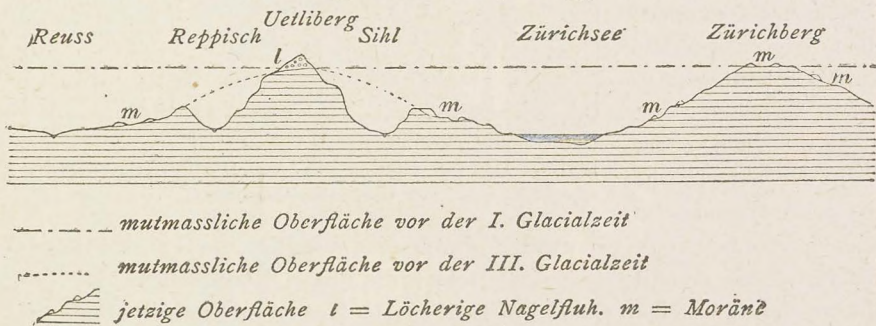 Reuss Reppisch Uetliberg Sihl Zürichsee Zürichberg
l m m m m m
mutmassliche Oberfläche vor der I. Glacialzeit
mutmassliche Oberfläche vor der III. Glacialzeit
jetzige Oberfläche l = Löcherige Nagelfluh. m = Moräne